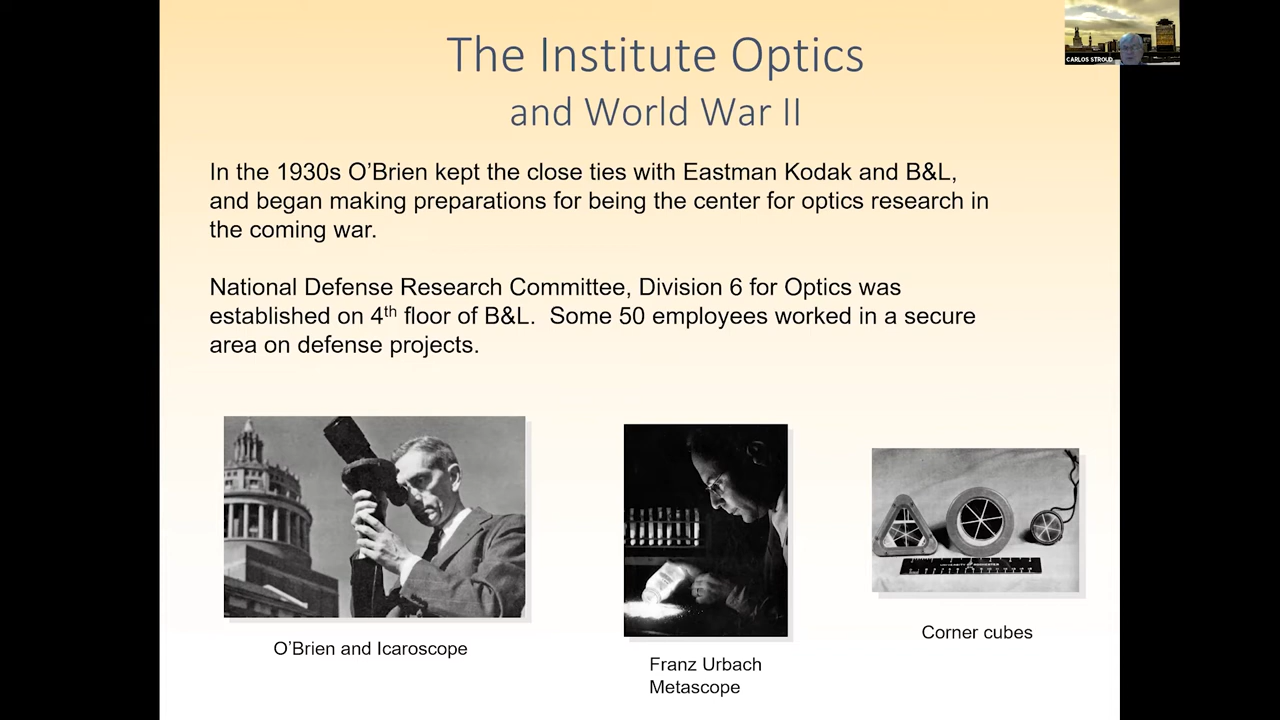 The Institute Optics
and World War II
CARLOS STROUD
In the 1930s O’Brien kept the close ties with Eastman Kodak and B&L,
and began making preparations for being the center for optics research in
the coming war.
National Defense Research Committee, Division 6 for Optics was
established on 4th floor of B&L.  Some 50 employees worked in a secure
area on defense projects.
UNIVERSITY OF ROCHESTER
O’Brien and Icaroscope
Franz Urbach
Metascope
Corner cubes